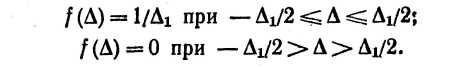 f(Δ) = 1/Δ₁ при — Δ₁/2 ⩽ Δ ⩽ Δ₁/2;
f(Δ) = 0 при — Δ₁/2 > Δ > Δ₁/2.